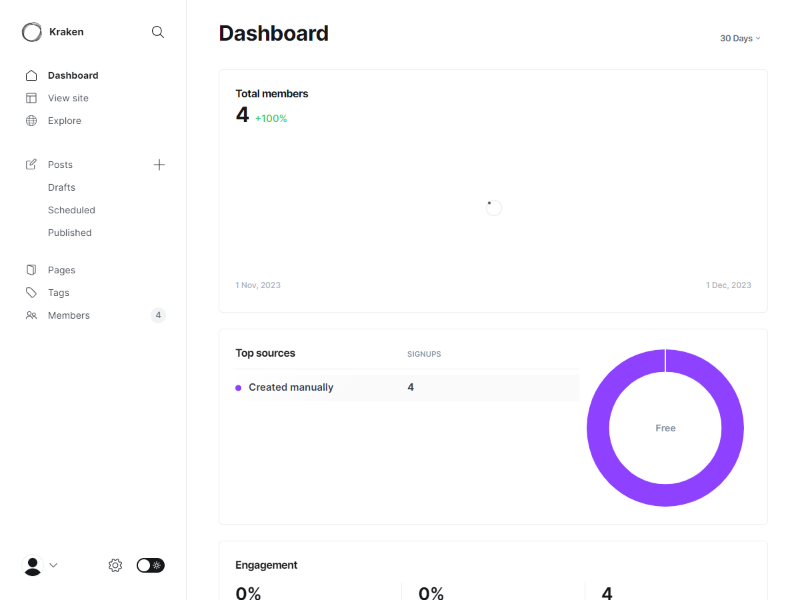 Kraken
Dashboard
View site
Explore
Posts
Drafts
Scheduled
Published
Pages
Tags
Members 4
Dashboard
30 Days
Total members
4 +100%
1 Nov, 2023 1 Dec, 2023
Top sources SIGNUPS
Created manually 4
Free
Engagement
0% 0% 4